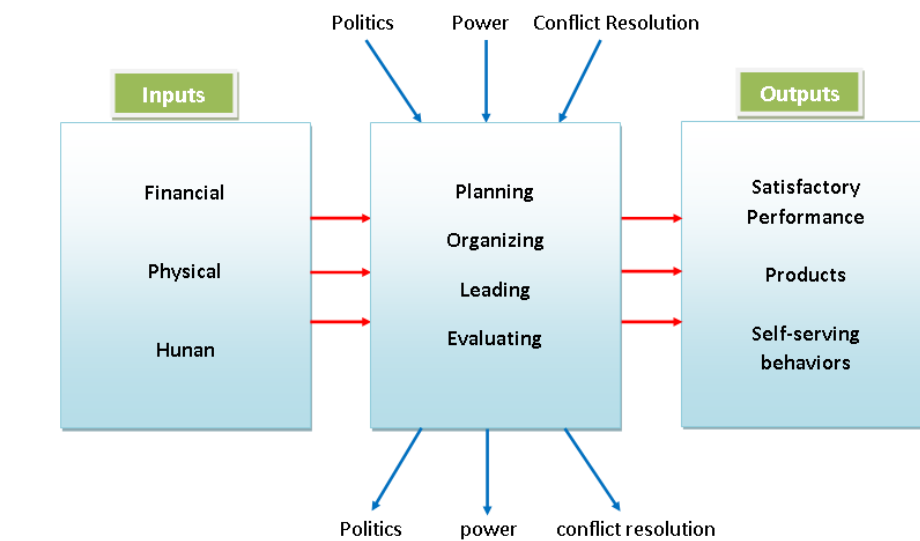 Politics Power Conflict Resolution
Inputs
Outputs
Financial
Physical
Hunan
Planning
Organizing
Leading
Evaluating
Satisfactory
Performance
Products
Self-serving
behaviors
Politics power conflict resolution